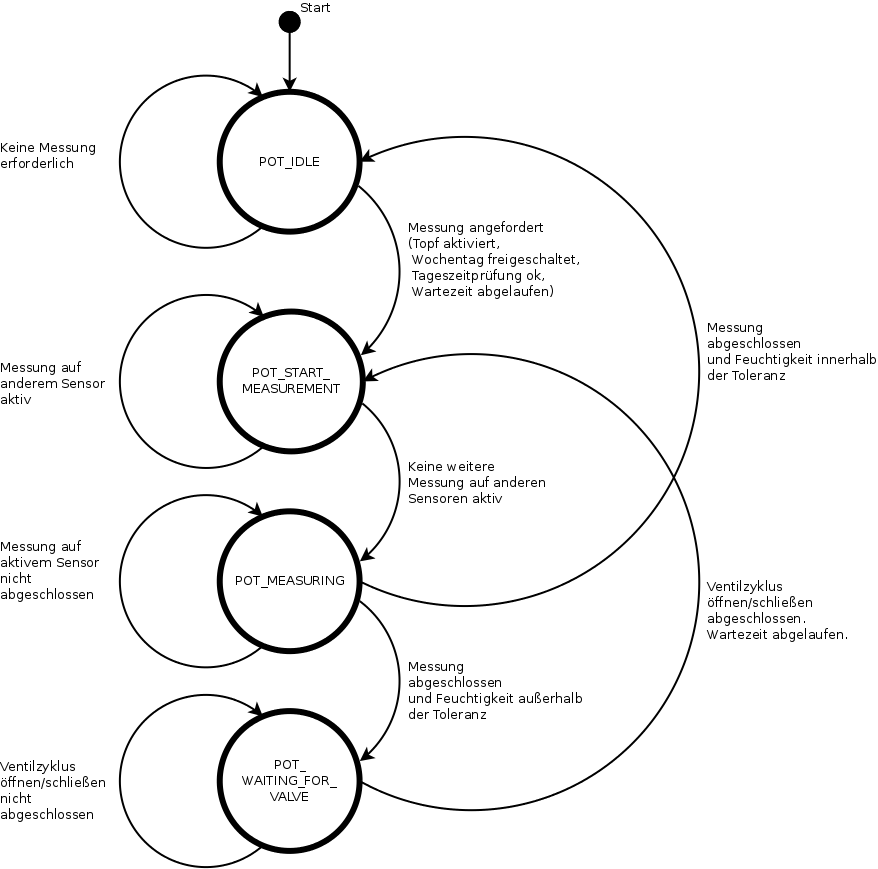 Start
Keine Messung
erforderlich
POT_IDLE
Messung angefordert
(Topf aktiviert,
Wochentag freigeschaltet,
Tageszeitprüfung ok,
Wartezeit abgelaufen)
Messung
abgeschlossen
und Feuchtigkeit innerhalb
der Toleranz
Messung auf
anderem Sensor
aktiv
POT_START_
MEASUREMENT
Keine weitere
Messung auf anderen
Sensoren aktiv
Messung auf
aktivem Sensor
nicht
abgeschlossen
POT_MEASURING
Ventilzyklus
öffnen/schließen
abgeschlossen.
Wartezeit abgelaufen.
Messung
abgeschlossen
und Feuchtigkeit außerhalb
der Toleranz
Ventilzyklus
öffnen/schließen
nicht
abgeschlossen
POT_
WAITING_FOR_
VALVE